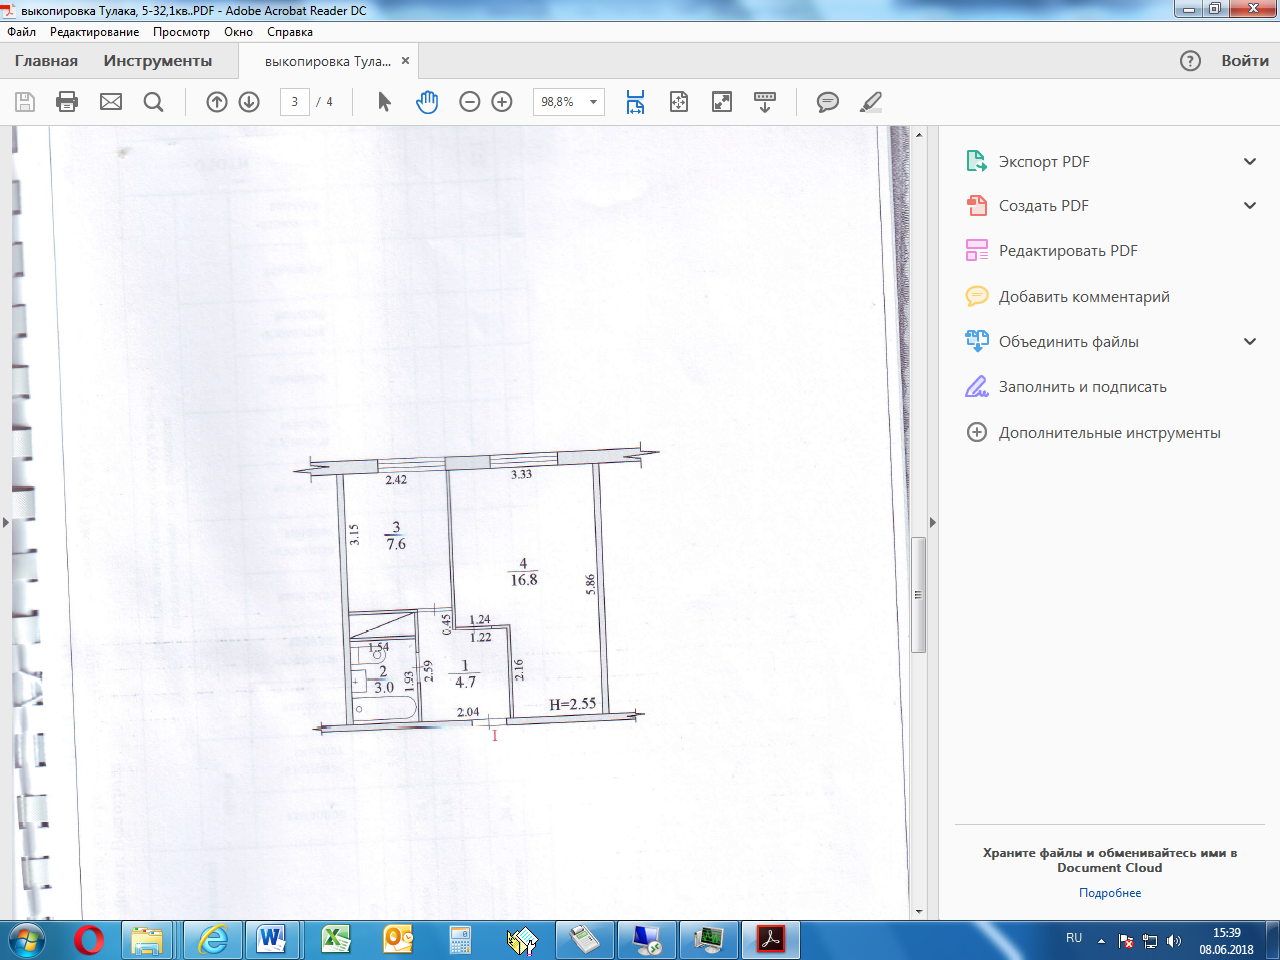 выкопировка Тулака, 5-32,1кв..PDF - Adobe Acrobat Reader DC
Файл Редактирование Просмотр Окно Справка
Главная Инструменты выкопировка Тула... × Войти
3 / 4 98,8%
Экспорт PDF
Создать PDF
Редактировать PDF
Добавить комментарий
Объединить файлы
Заполнить и подписать
Дополнительные инструменты
2.42
3.33
3.15
3
7.6
4
16.8
5.86
0.45
1.24
1.22
1.54
2
3.0
1.93
2.59
1
4.7
2.16
2.04
H=2.55
I
Храните файлы и обменивайтесь ими в
Document Cloud
Подробнее
RU
15:39
08.06.2018